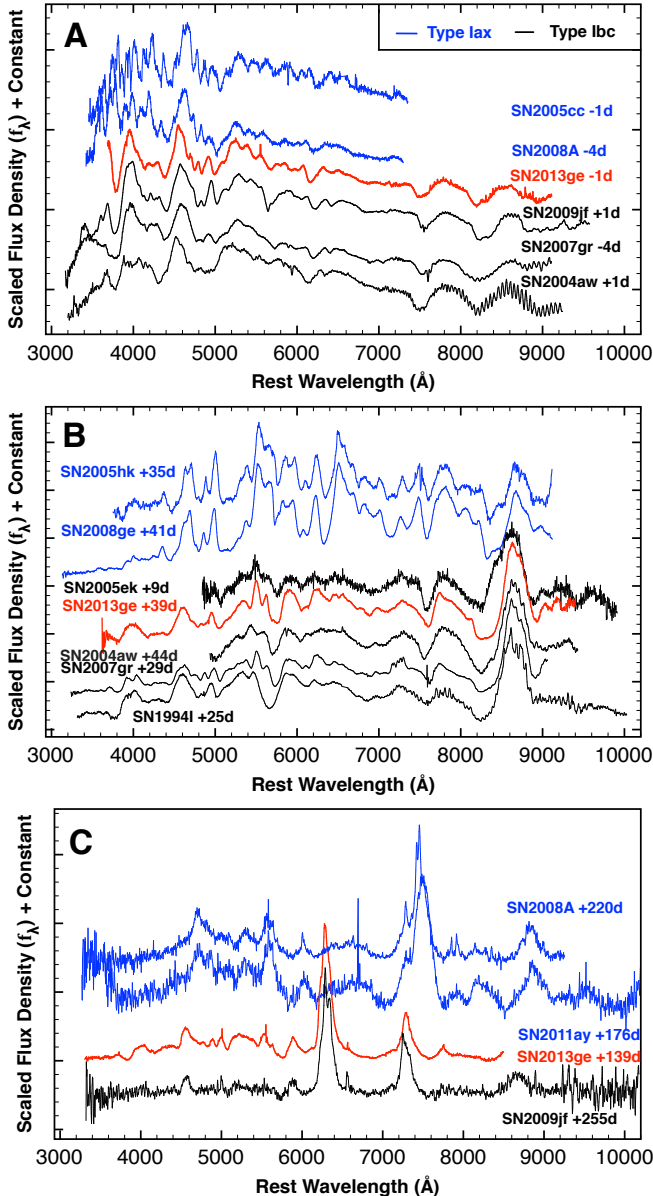 A
Type Iax
Type Ibc
SN2005cc -1d
SN2008A -4d
SN2013ge -1d
SN2009jf +1d
SN2007gr -4d
SN2004aw +1d
Scaled Flux Density (fλ) + Constant
3000 4000 5000 6000 7000 8000 9000 10000
Rest Wavelength (Å)
B
SN2005hk +35d
SN2008ge +41d
SN2005ek +9d
SN2013ge +39d
SN2004aw +44d
SN2007gr +29d
SN1994I +25d
Scaled Flux Density (fλ) + Constant
3000 4000 5000 6000 7000 8000 9000 10000
Rest Wavelength (Å)
C
SN2008A +220d
SN2011ay +176d
SN2013ge +139d
SN2009jf +255d
Scaled Flux Density (fλ) + Constant
3000 4000 5000 6000 7000 8000 9000 10000
Rest Wavelength (Å)